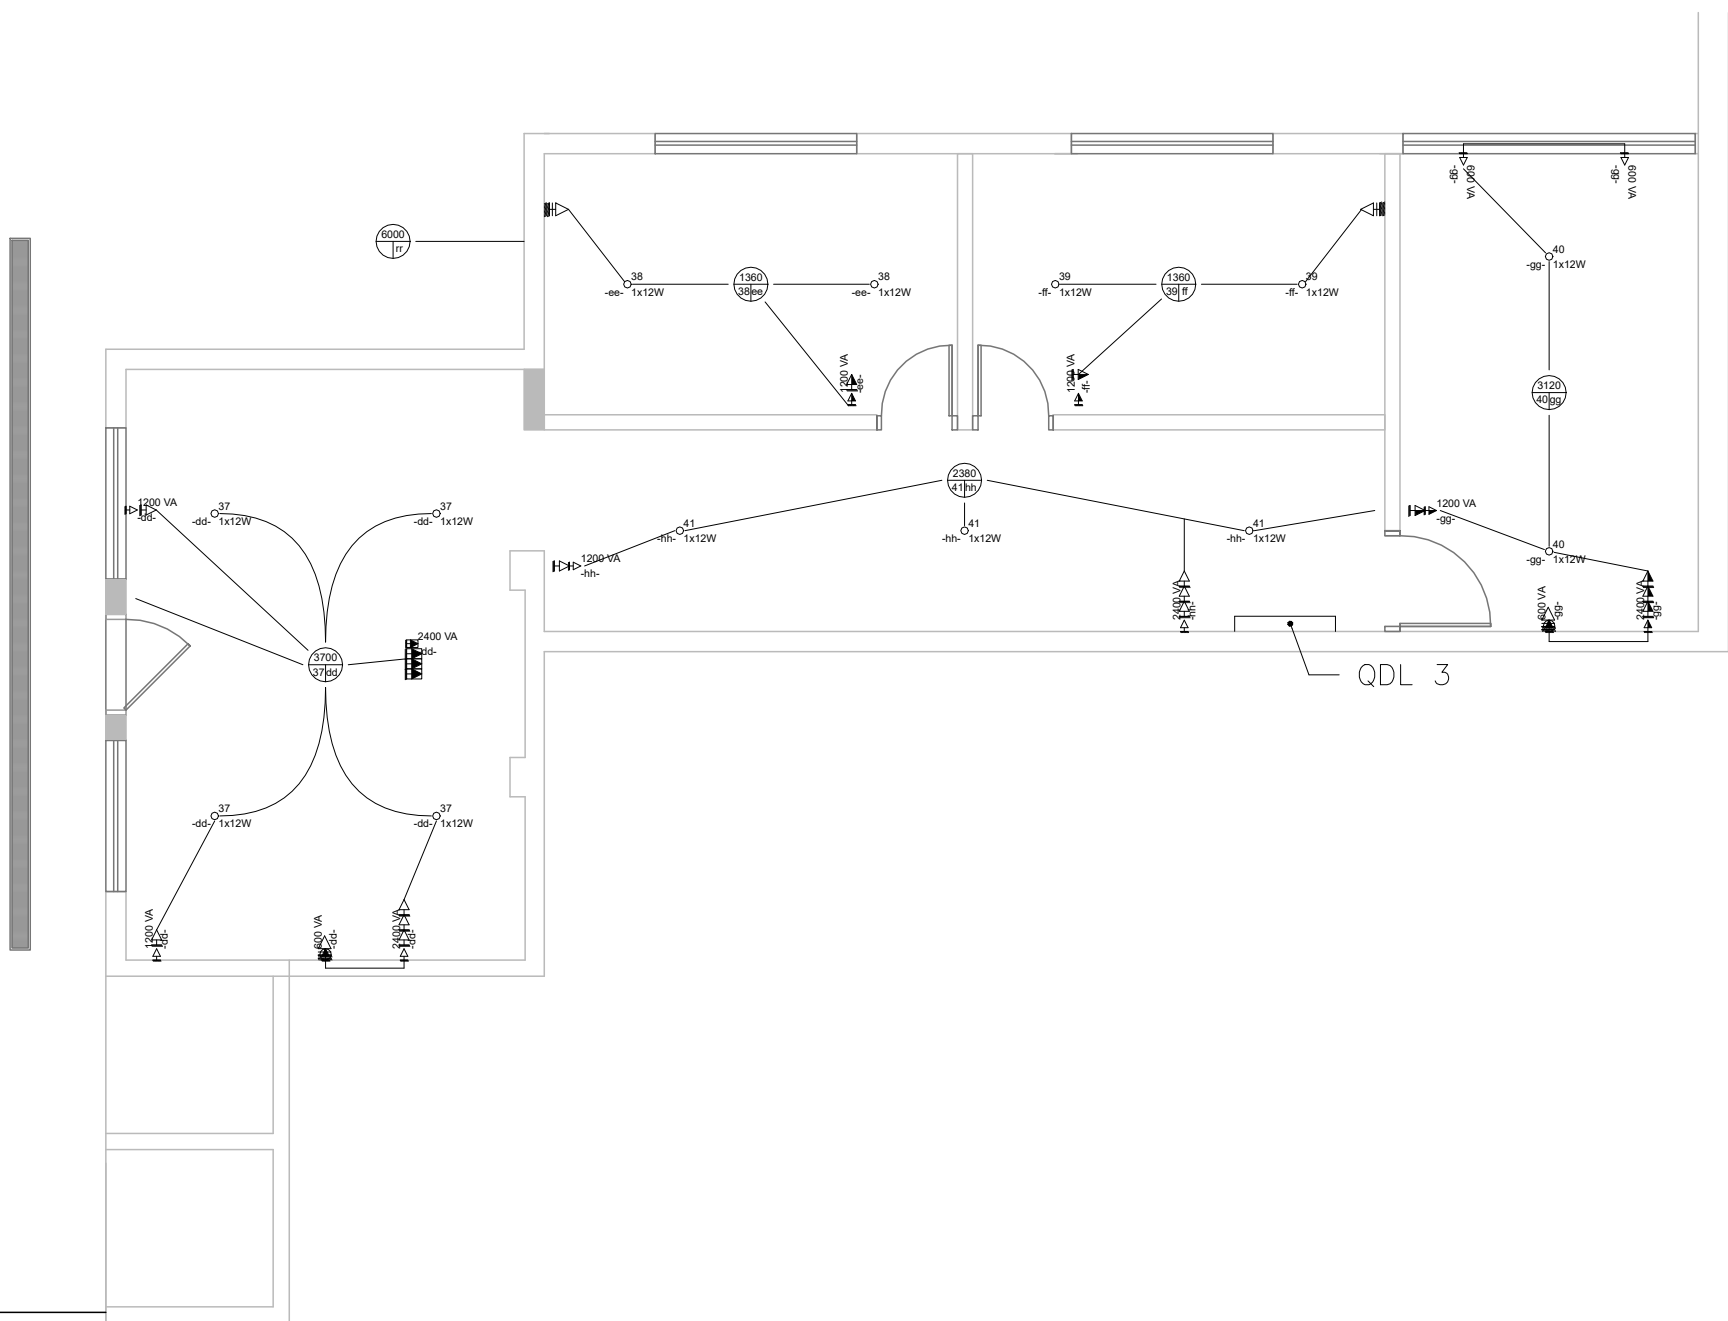 -gg-
600 VA
-gg-
600 VA
6000
rr
40
-gg- 1x12W
38
-ee- 1x12W
1360
38 ee
38
-ee- 1x12W
39
-ff- 1x12W
1360
39 ff
39
-ff- 1x12W
1200 VA
-ee-
1200 VA
-ff-
3120
40 gg
2380
41 hh
1200 VA
-dd-
37
-dd- 1x12W
37
-dd- 1x12W
41
-hh- 1x12W
41
-hh- 1x12W
41
-hh- 1x12W
1200 VA
-gg-
1200 VA
-hh-
40
-gg- 1x12W
2400 VA
-hh-
600 VA
-gg-
2400 VA
-gg-
3700
37 dd
2400 VA
-dd-
QDL 3
37
-dd- 1x12W
37
-dd- 1x12W
1200 VA
-dd-
600 VA
-dd-
2400 VA
-dd-